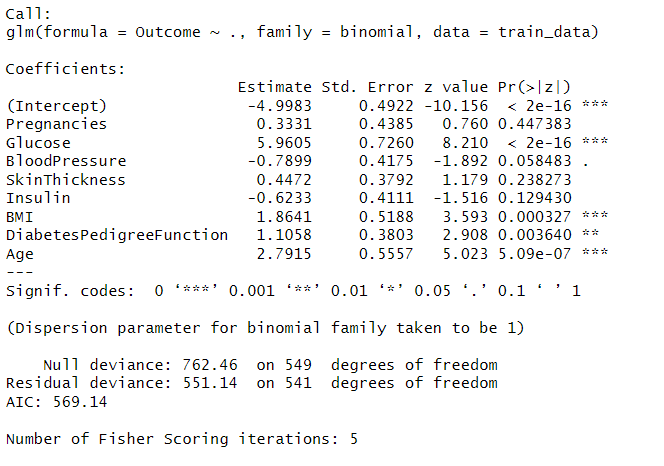 Call:
glm(formula = Outcome ~ ., family = binomial, data = train_data)

Coefficients:
                         Estimate Std. Error z value Pr(>|z|)    
(Intercept)               -4.9983     0.4922 -10.156  < 2e-16 ***
Pregnancies                0.3331     0.4385   0.760 0.447383    
Glucose                    5.9605     0.7260   8.210  < 2e-16 ***
BloodPressure             -0.7899     0.4175  -1.892 0.058483 .  
SkinThickness              0.4472     0.3792   1.179 0.238273    
Insulin                   -0.6233     0.4111  -1.516 0.129430    
BMI                        1.8641     0.5188   3.593 0.000327 ***
DiabetesPedigreeFunction   1.1058     0.3803   2.908 0.003640 ** 
Age                        2.7915     0.5557   5.023 5.09e-07 ***
---
Signif. codes:  0 ‘***’ 0.001 ‘**’ 0.01 ‘*’ 0.05 ‘.’ 0.1 ‘ ’ 1

(Dispersion parameter for binomial family taken to be 1)

    Null deviance: 762.46  on 549  degrees of freedom
Residual deviance: 551.14  on 541  degrees of freedom
AIC: 569.14

Number of Fisher Scoring iterations: 5